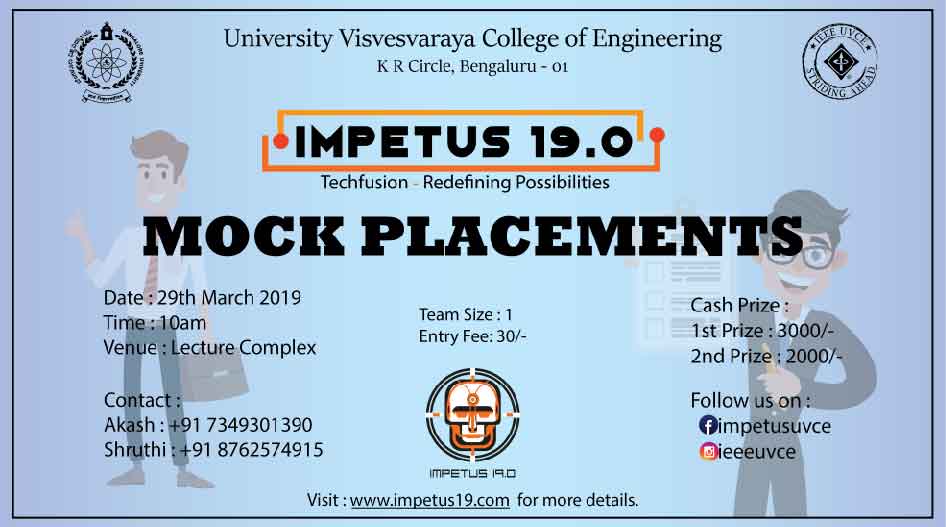 University Visvesvaraya College of Engineering
K R Circle, Bengaluru - 01
IEEE UVCE
STRIDING AHEAD
IMPETUS 19.0
Techfusion - Redefining Possibilities
MOCK PLACEMENTS
Date : 29th March 2019
Time : 10am
Venue : Lecture Complex
Contact :
Akash : +91 7349301390
Shruthi : +91 8762574915
Team Size : 1
Entry Fee: 30/-
IMPETUS 19.0
Cash Prize :
1st Prize : 3000/-
2nd Prize : 2000/-
Follow us on :
impetusuvce
ieeeuvce
Visit : www.impetus19.com for more details.